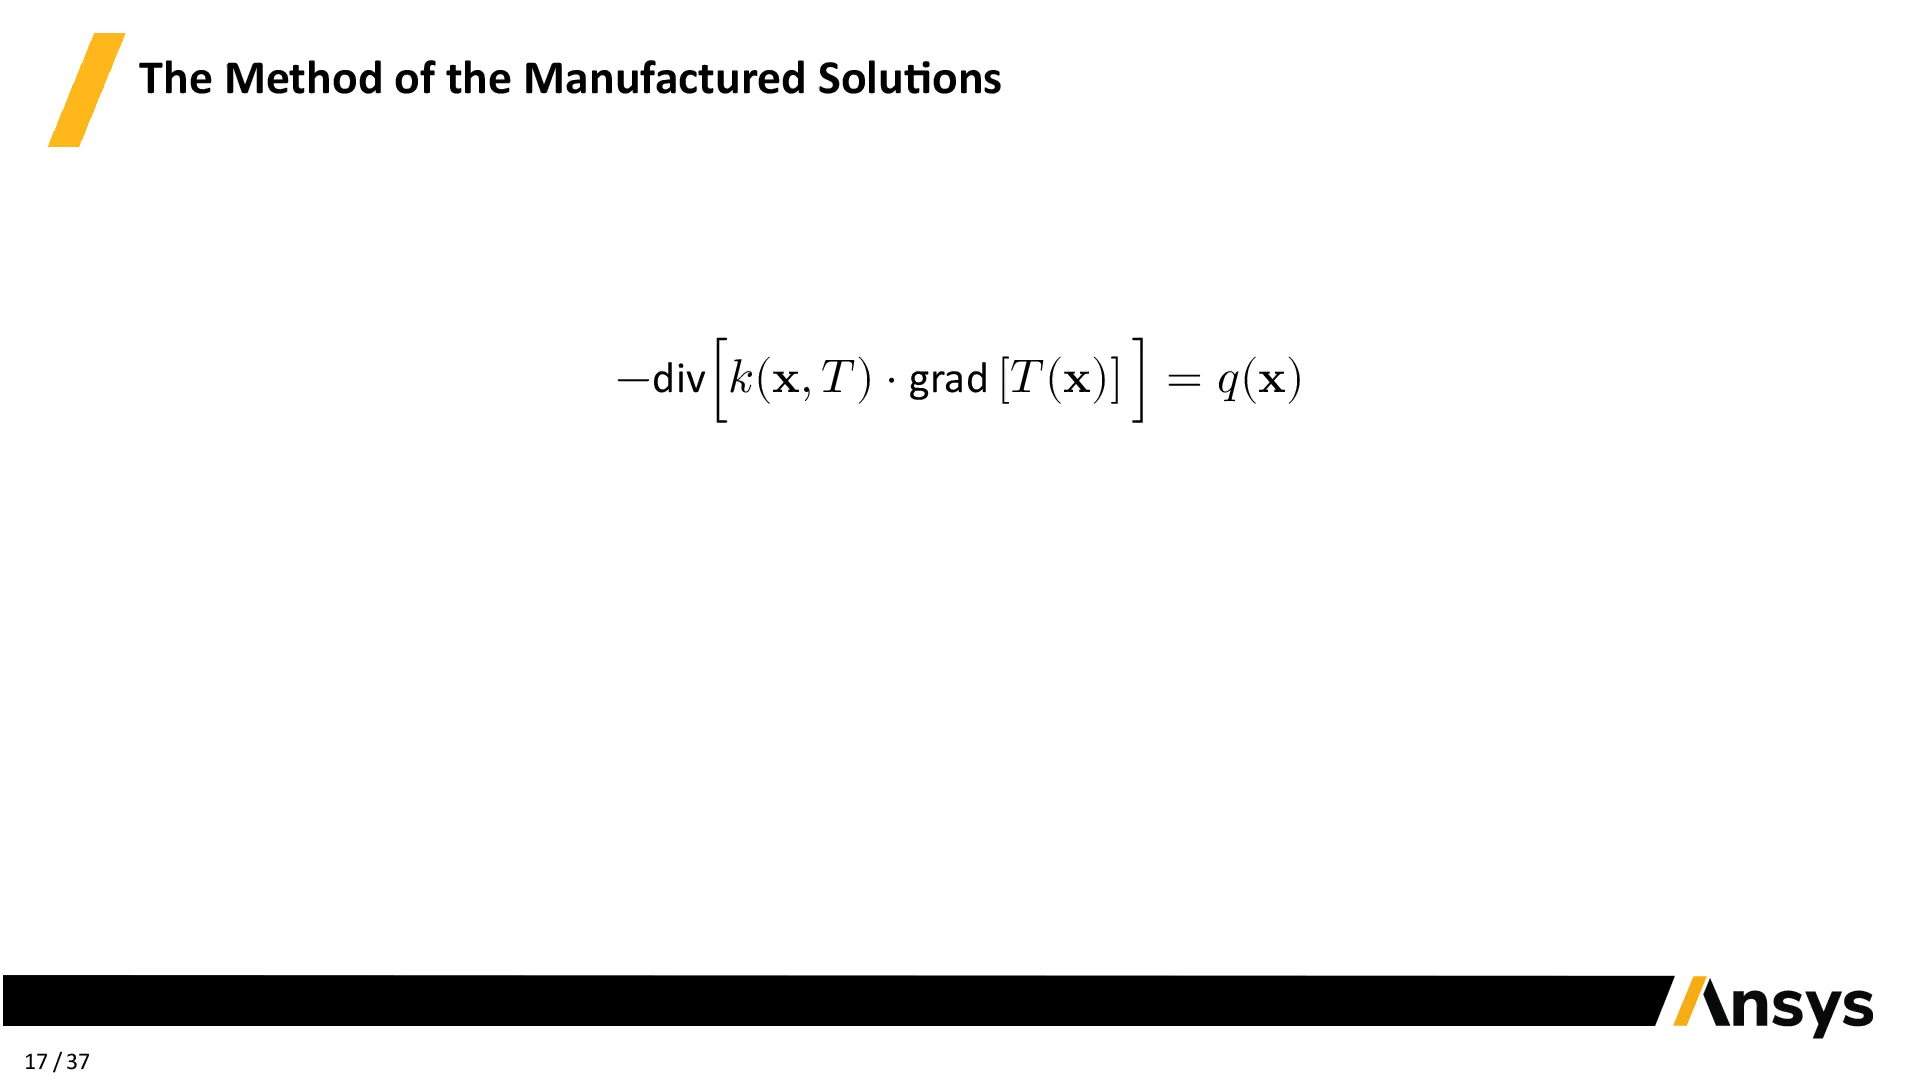 The Method of the Manufactured Solutions
−div[k(x, T) · grad [T(x)]] = q(x)
Ansys
17 / 37